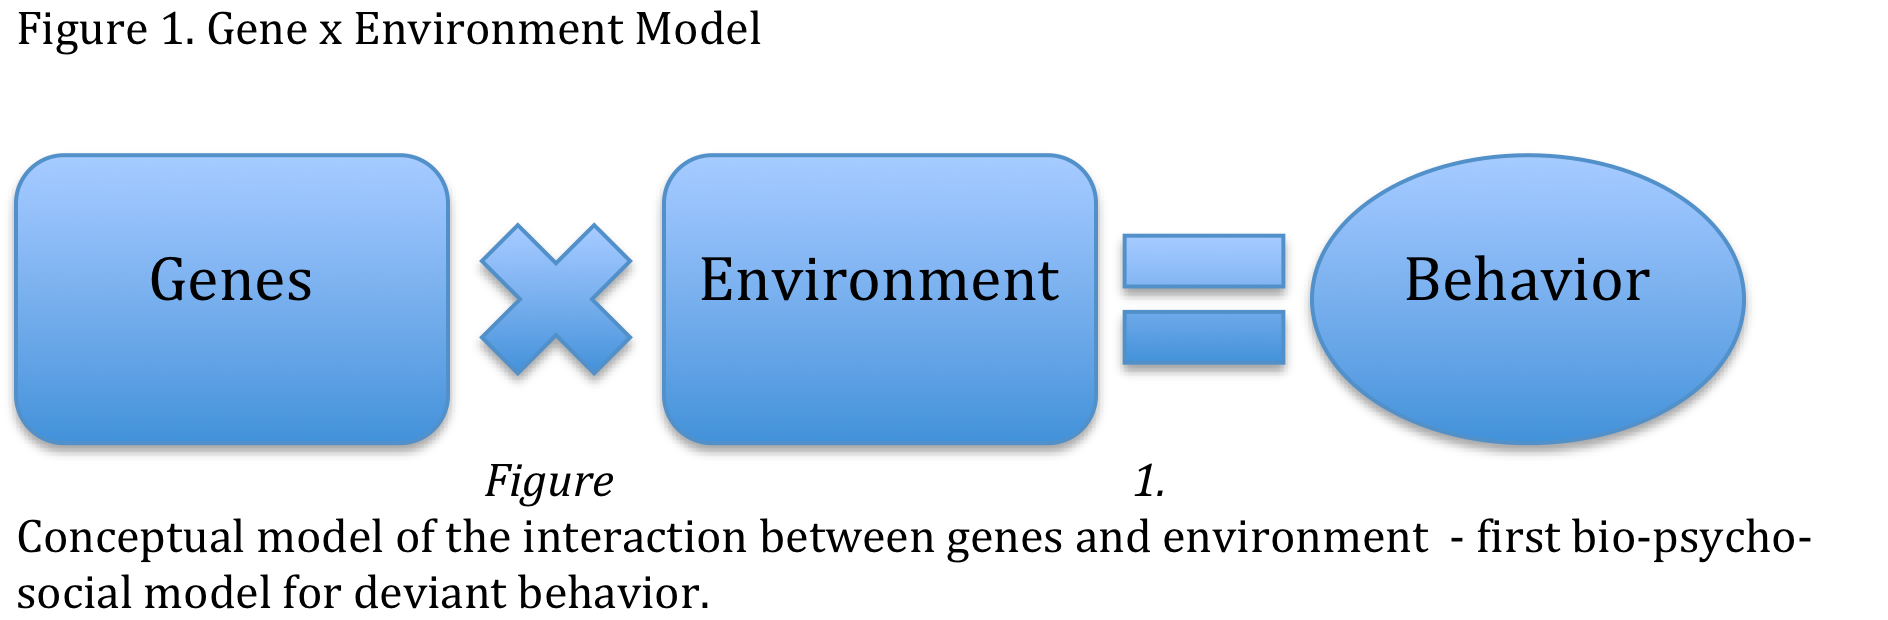 Figure 1. Gene x Environment Model
Genes
Environment
Behavior
Figure 1.
Conceptual model of the interaction between genes and environment - first bio-psycho-
social model for deviant behavior.